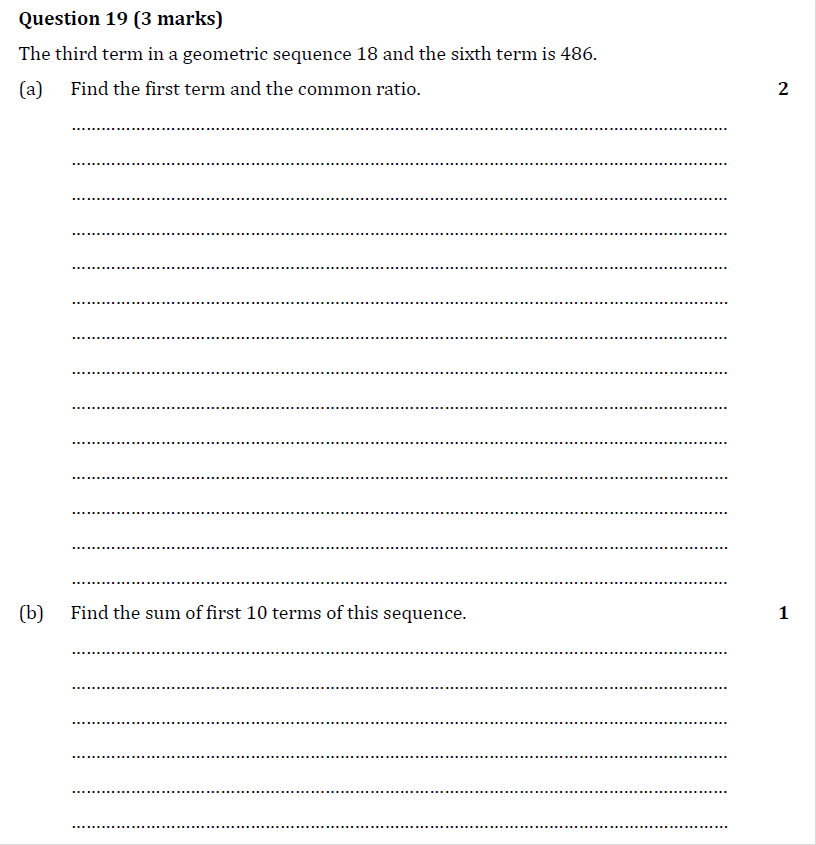 Question 19 (3 marks)
The third term in a geometric sequence 18 and the sixth term is 486.
(a) Find the first term and the common ratio. 2
(b) Find the sum of first 10 terms of this sequence. 1